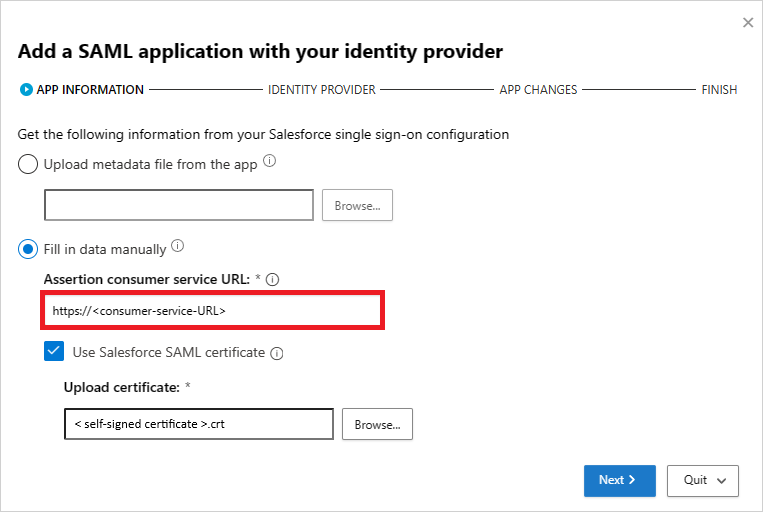 Add a SAML application with your identity provider
APP INFORMATION IDENTITY PROVIDER APP CHANGES FINISH
Get the following information from your Salesforce single sign-on configuration
Upload metadata file from the app
Browse...
Fill in data manually
Assertion consumer service URL: *
https://<consumer-service-URL>
Use Salesforce SAML certificate
Upload certificate: *
< self-signed certificate >.crt Browse...
Next Quit